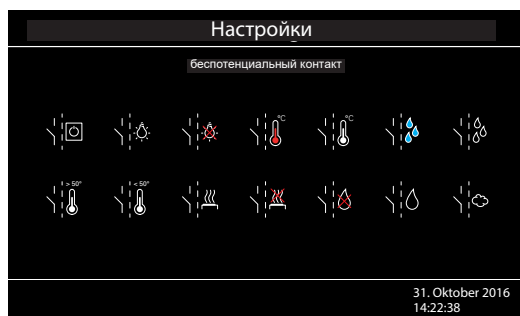 Настройки
беспотенциальный контакт
°C °C
> 50° < 50°
31. Oktober 2016
14:22:38